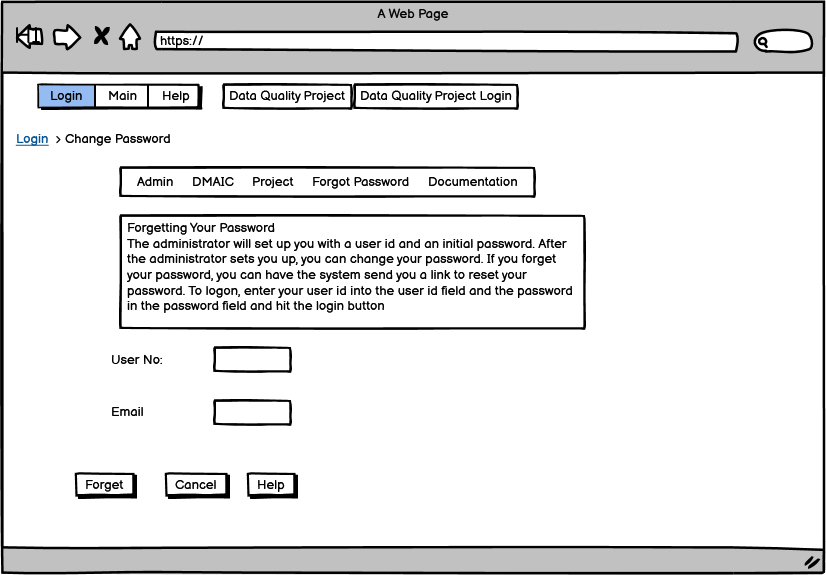 A Web Page
https://
Login Main Help Data Quality Project Data Quality Project Login
Login > Change Password
Admin DMAIC Project Forgot Password Documentation
Forgetting Your Password
The administrator will set up you with a user id and an initial password. After
the administrator sets you up, you can change your password. If you forget
your password, you can have the system send you a link to reset your
password. To logon, enter your user id into the user id field and the password
in the password field and hit the login button
User No:
Email
Forget Cancel Help